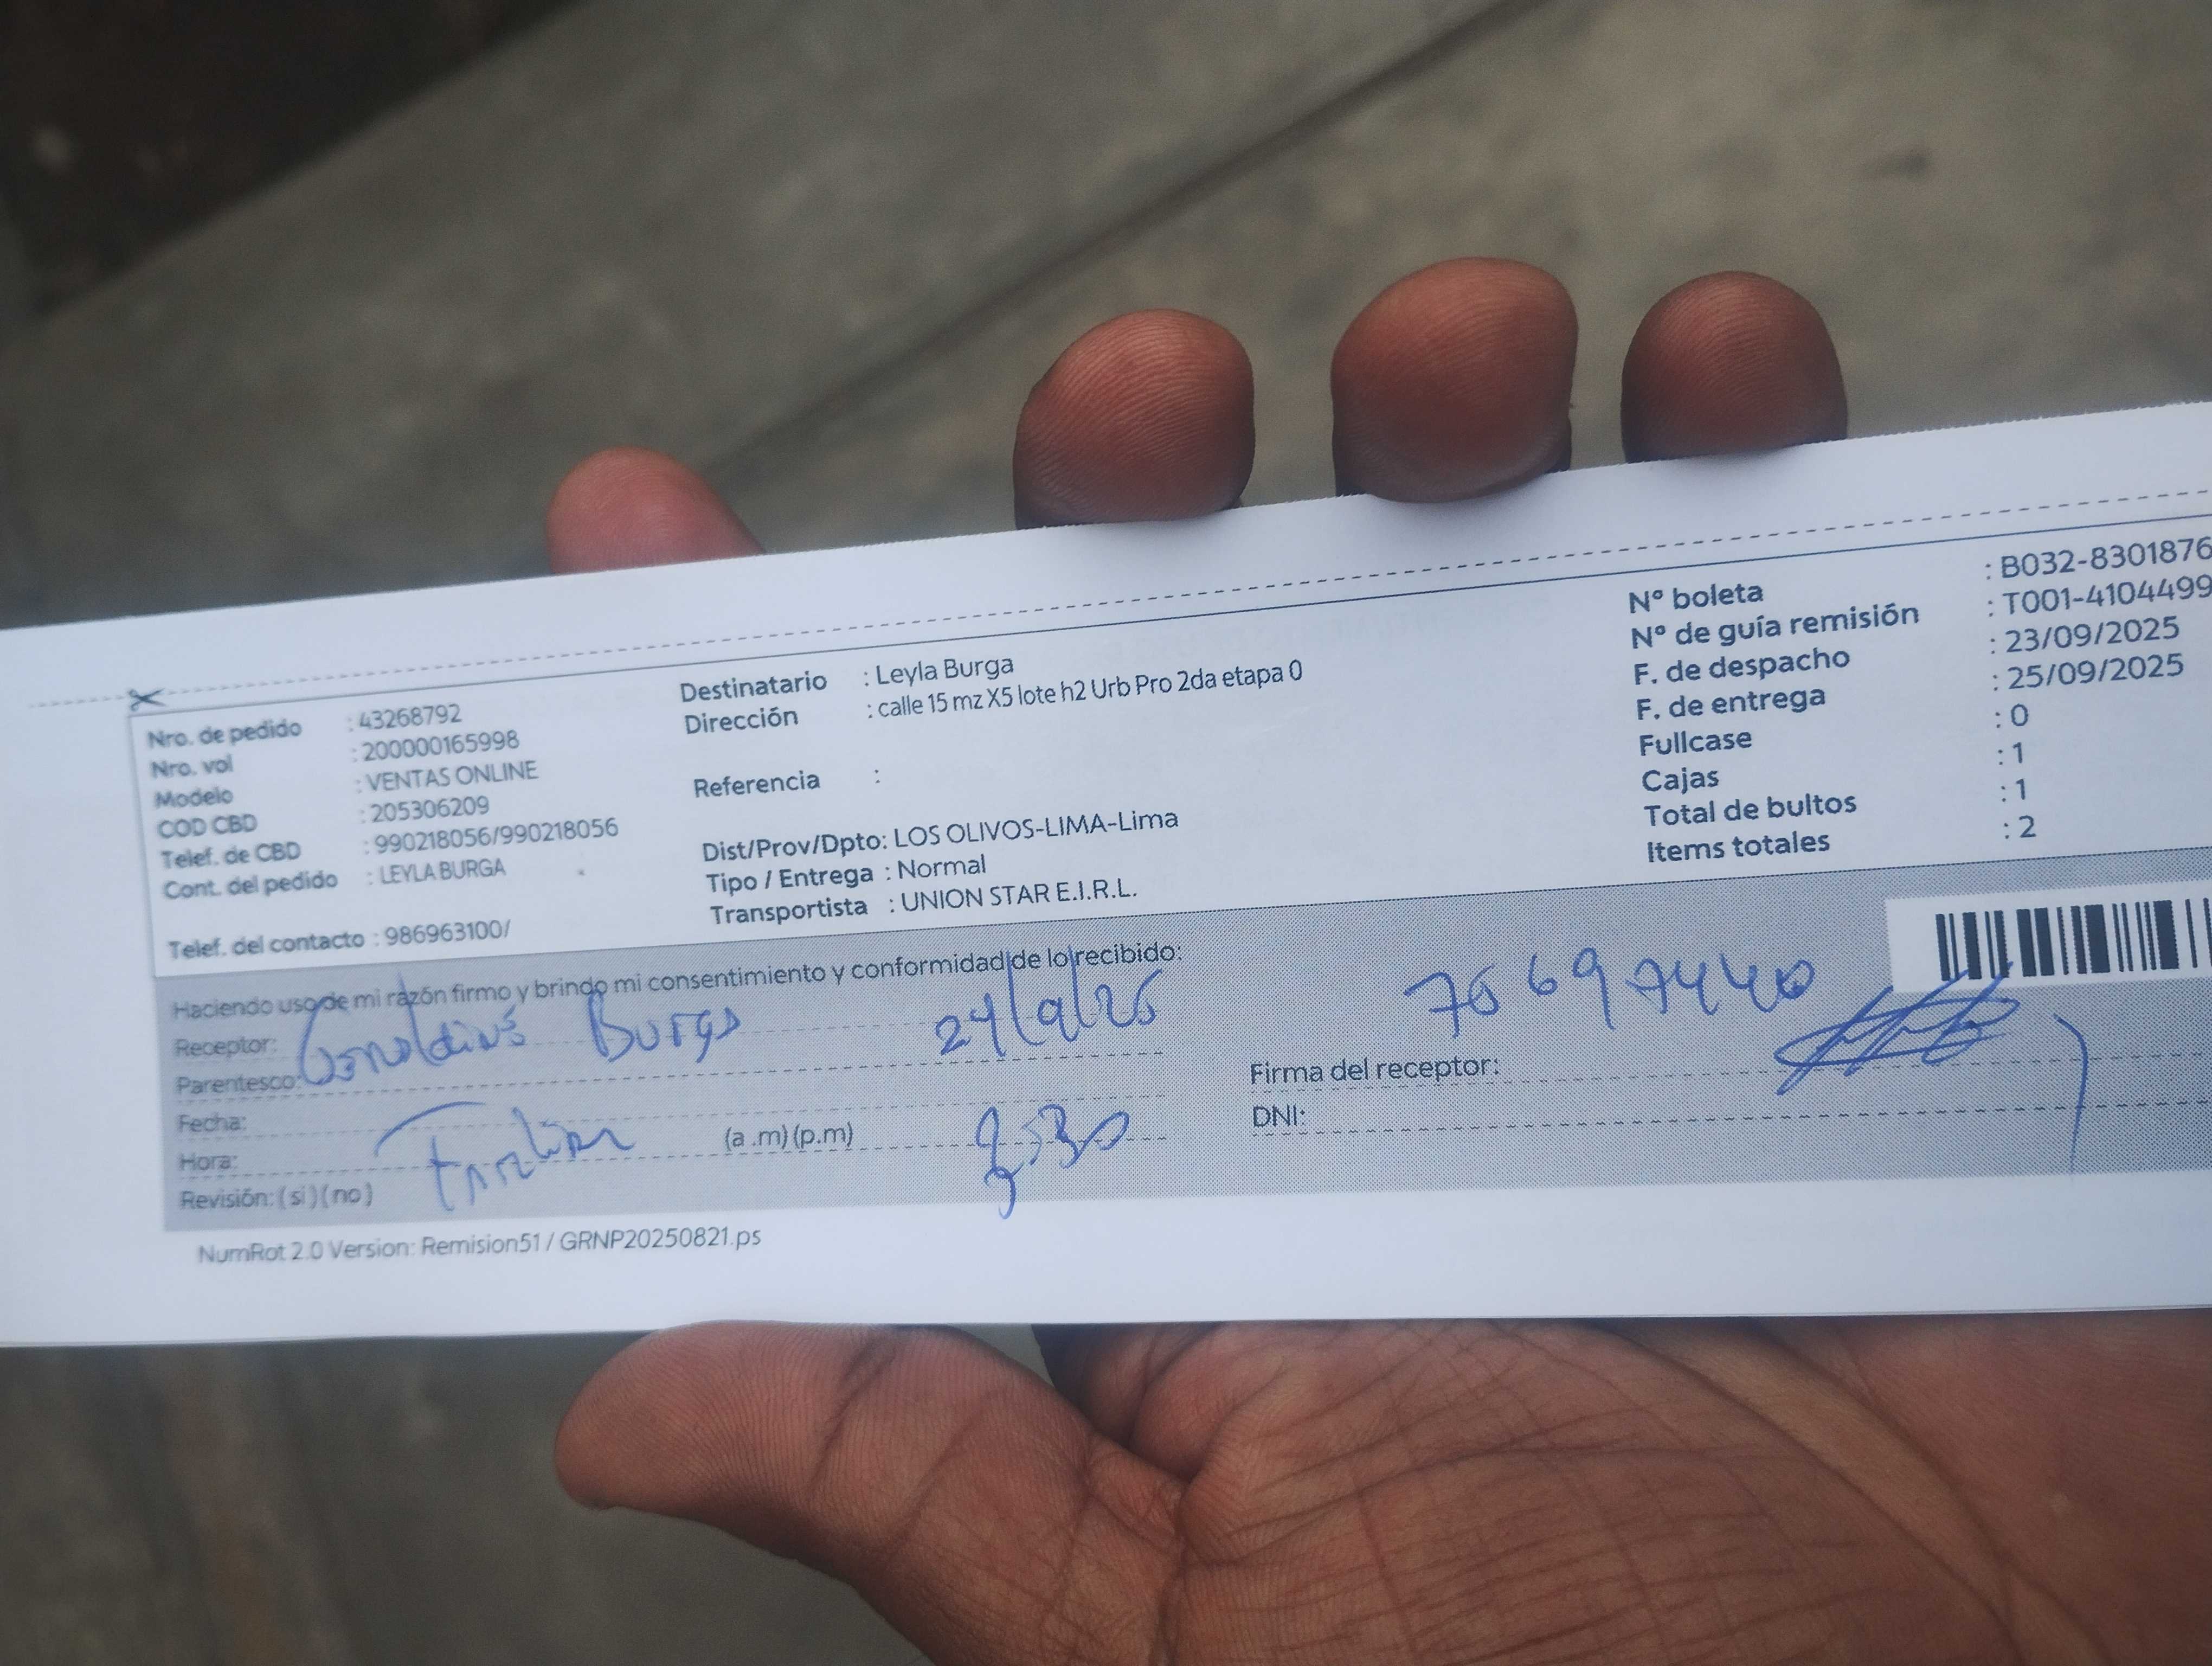 Nro. de pedido : 43268792
Nro. vol : 200000165998
Modelo : VENTAS ONLINE
COD CBD : 205306209
Telef. de CBD : 990218056/990218056
Cont. del pedido : LEYLA BURGA
Telef. del contacto : 986963100/
Destinatario : Leyla Burga
Dirección : calle 15 mz X5 lote h2 Urb Pro 2da etapa 0
Referencia :
Dist/Prov/Dpto: LOS OLIVOS-LIMA-Lima
Tipo / Entrega : Normal
Transportista : UNION STAR E.I.R.L.
N° boleta : B032-8301876
N° de guía remisión : T001-4104499
F. de despacho : 23/09/2025
F. de entrega : 25/09/2025
Fullcase : 0
Cajas : 1
Total de bultos : 1
Items totales : 2
Haciendo uso de mi razón firmo y brindo mi consentimiento y conformidad de lo recibido:
Receptor: Burga
Parentesco:
Fecha:
Hora: (a .m) (p.m)
Revisión: (si) (no)
24/9/25
Firma del receptor:
DNI:
NumRot 2.0 Version: Remision51 / GRNP20250821.ps